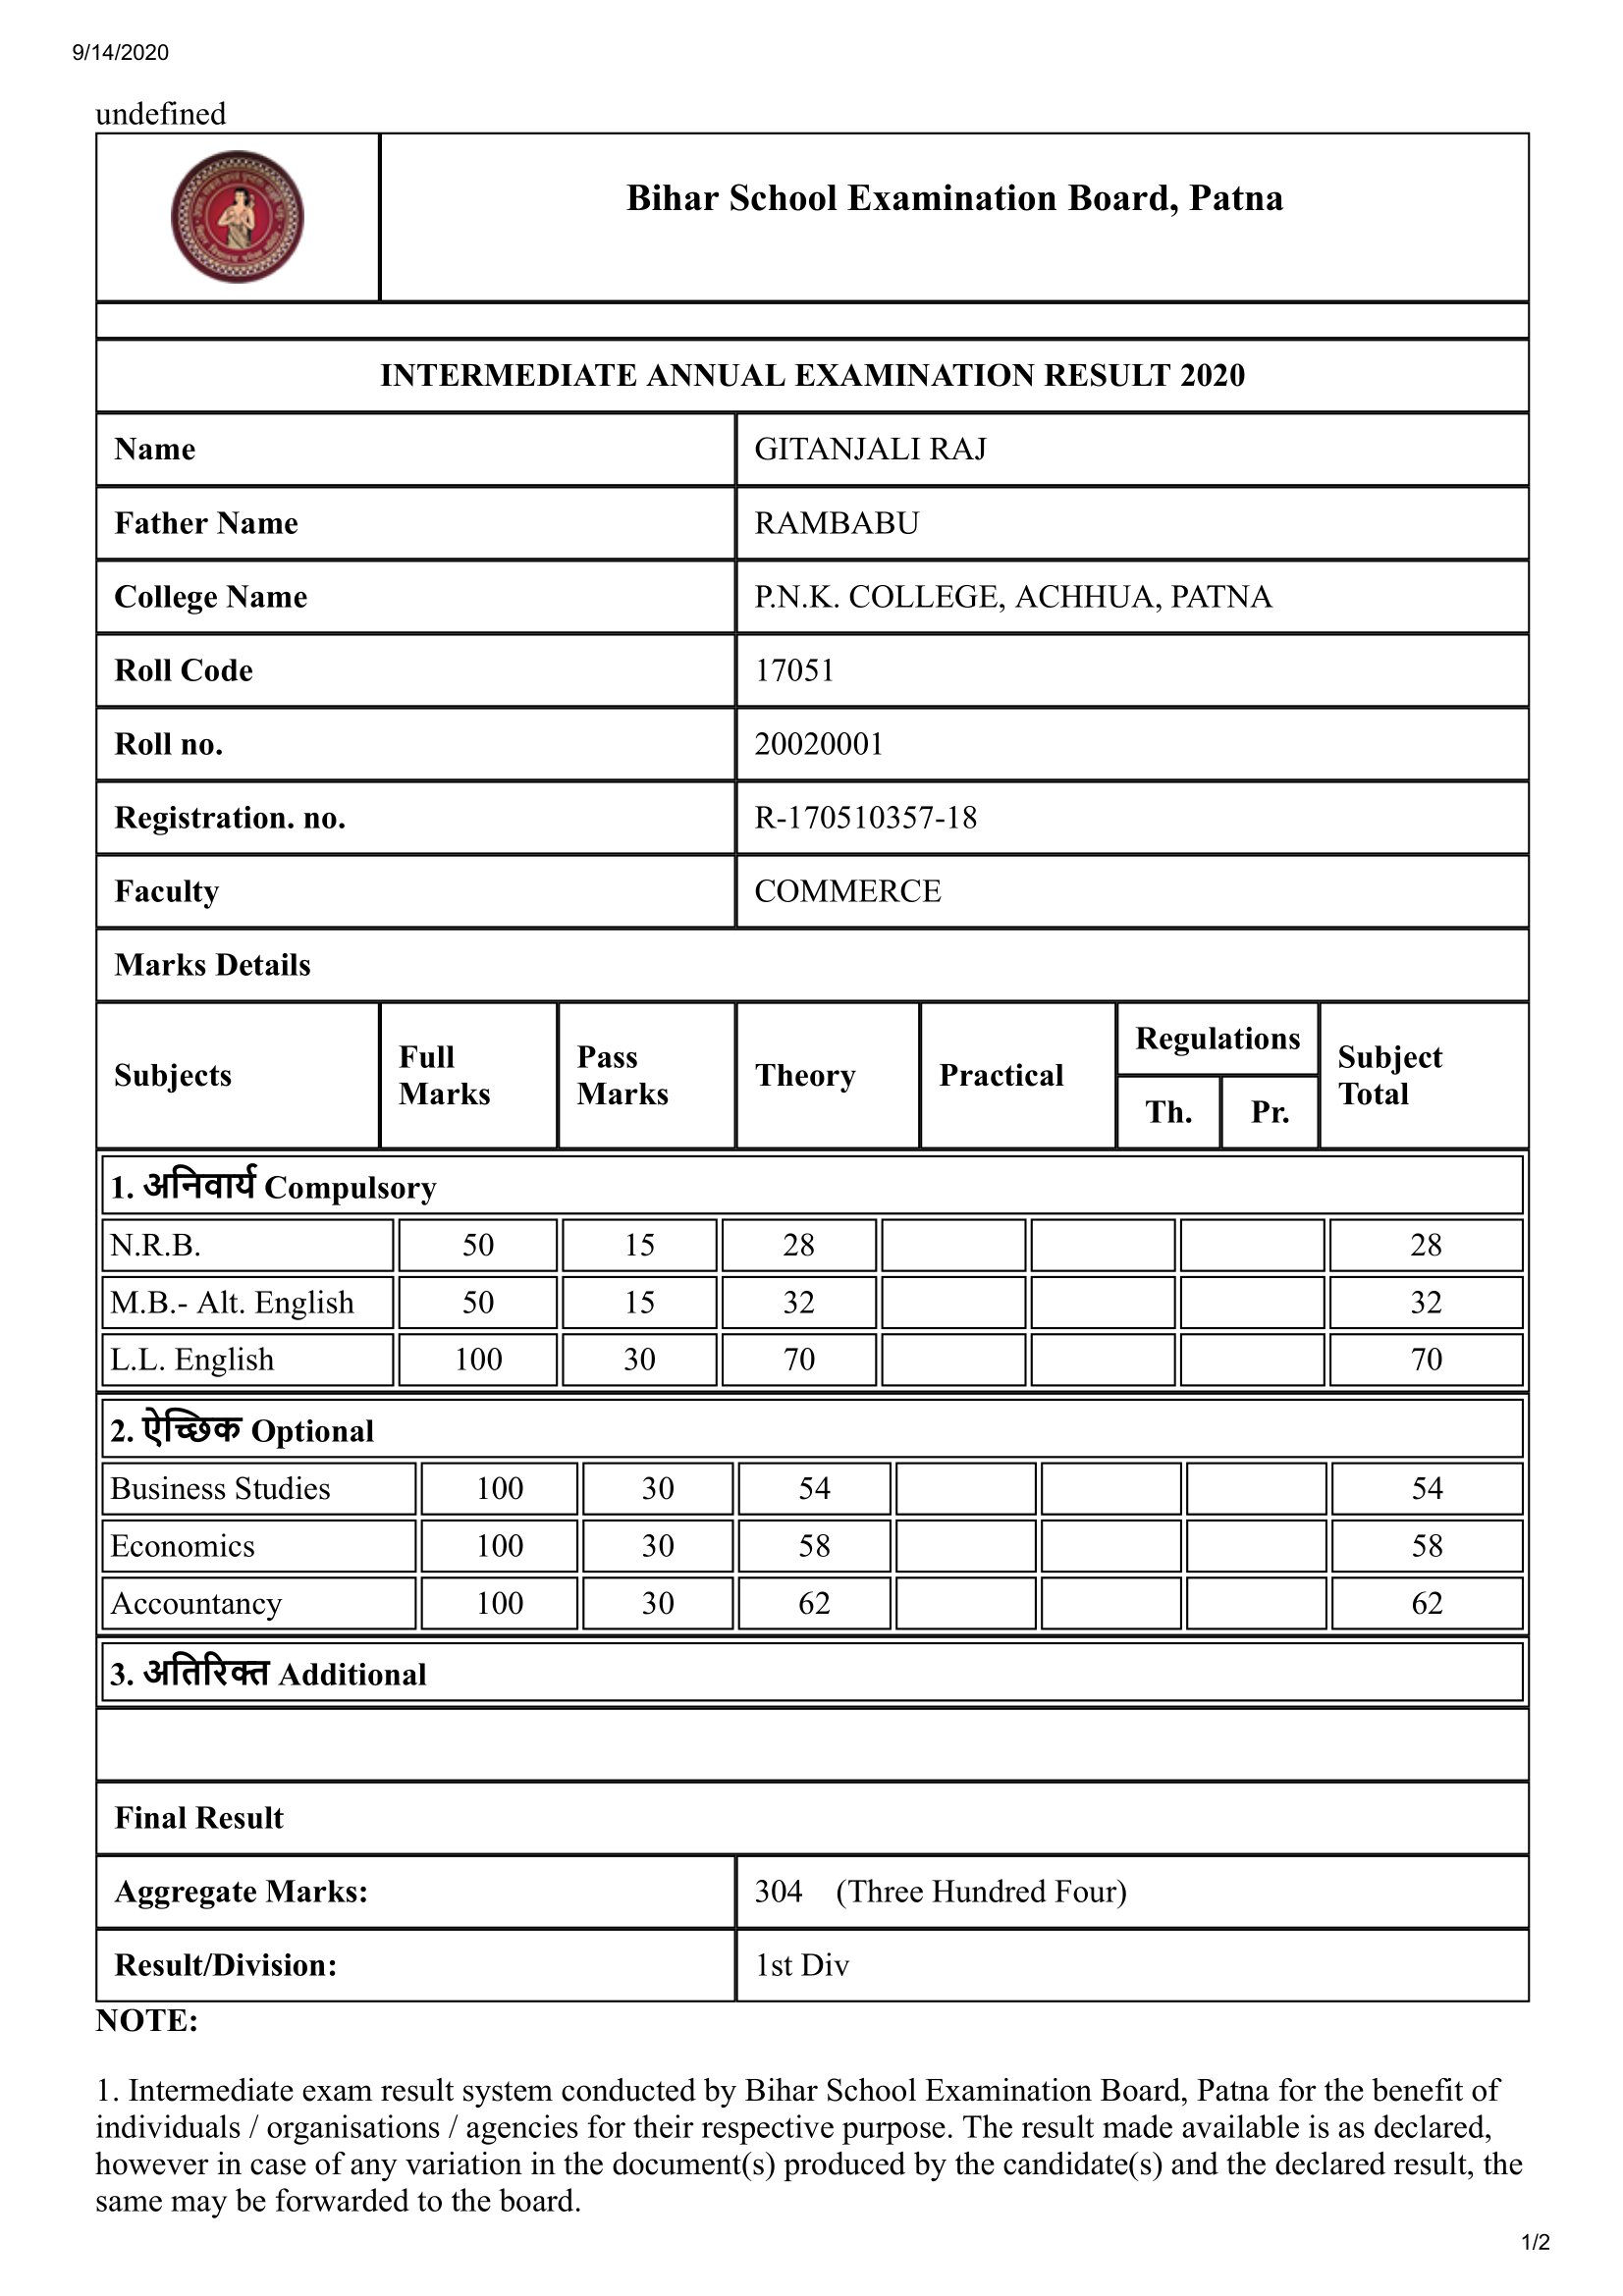 9/14/2020
undefined
Bihar School Examination Board, Patna
INTERMEDIATE ANNUAL EXAMINATION RESULT 2020
Name GITANJALI RAJ
Father Name RAMBABU
College Name P.N.K. COLLEGE, ACHHUA, PATNA
Roll Code 17051
Roll no. 20020001
Registration. no. R-170510357-18
Faculty COMMERCE
Marks Details
Subjects Full Marks Pass Marks Theory Practical Regulations Th. Pr. Subject Total
1. अनिवार्य Compulsory
N.R.B. 50 15 28 28
M.B.- Alt. English 50 15 32 32
L.L. English 100 30 70 70
2. ऐच्छिक Optional
Business Studies 100 30 54 54
Economics 100 30 58 58
Accountancy 100 30 62 62
3. अतिरिक्त Additional
Final Result
Aggregate Marks: 304 (Three Hundred Four)
Result/Division: 1st Div
NOTE:
1. Intermediate exam result system conducted by Bihar School Examination Board, Patna for the benefit of
individuals / organisations / agencies for their respective purpose. The result made available is as declared,
however in case of any variation in the document(s) produced by the candidate(s) and the declared result, the
same may be forwarded to the board.
1/2